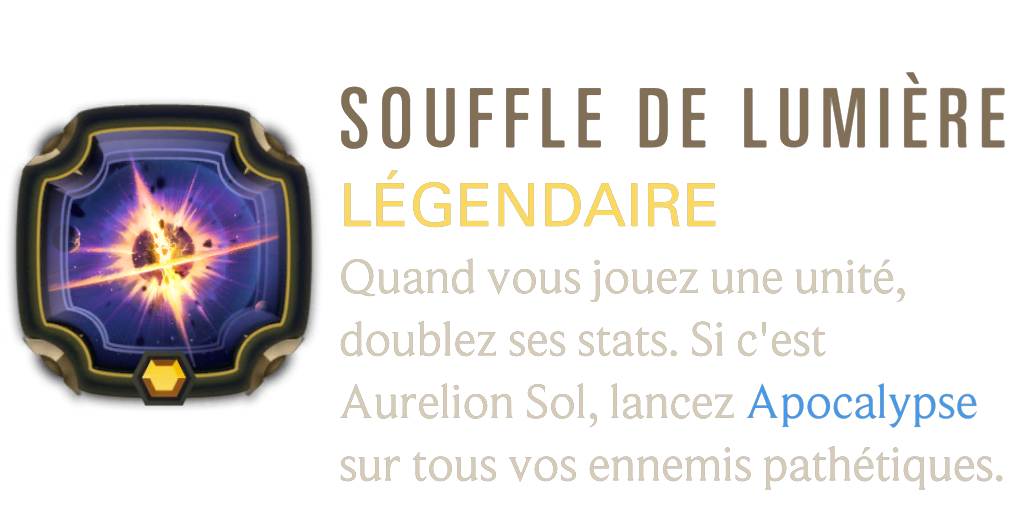 SOUFFLE DE LUMIÈRE
LÉGENDAIRE
Quand vous jouez une unité,
doublez ses stats. Si c'est
Aurelion Sol, lancez Apocalypse
sur tous vos ennemis pathétiques.